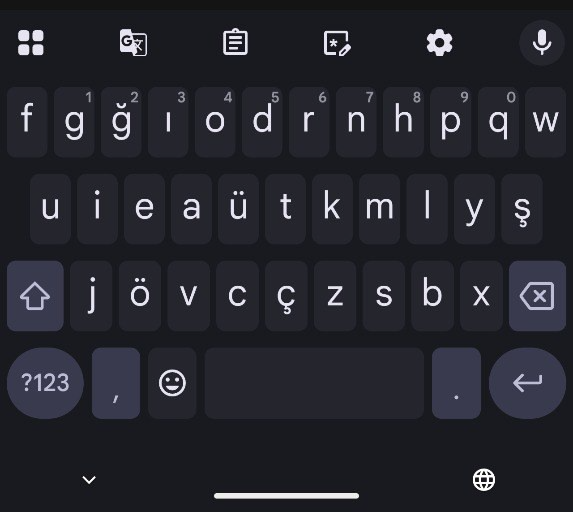 f g 1 ğ 2 ı 3 o 4 d 5 r 6 n 7 h 8 p 9 q 0 w
u i e a ü t k m l y ş
j ö v c ç z s b x
?123 , .